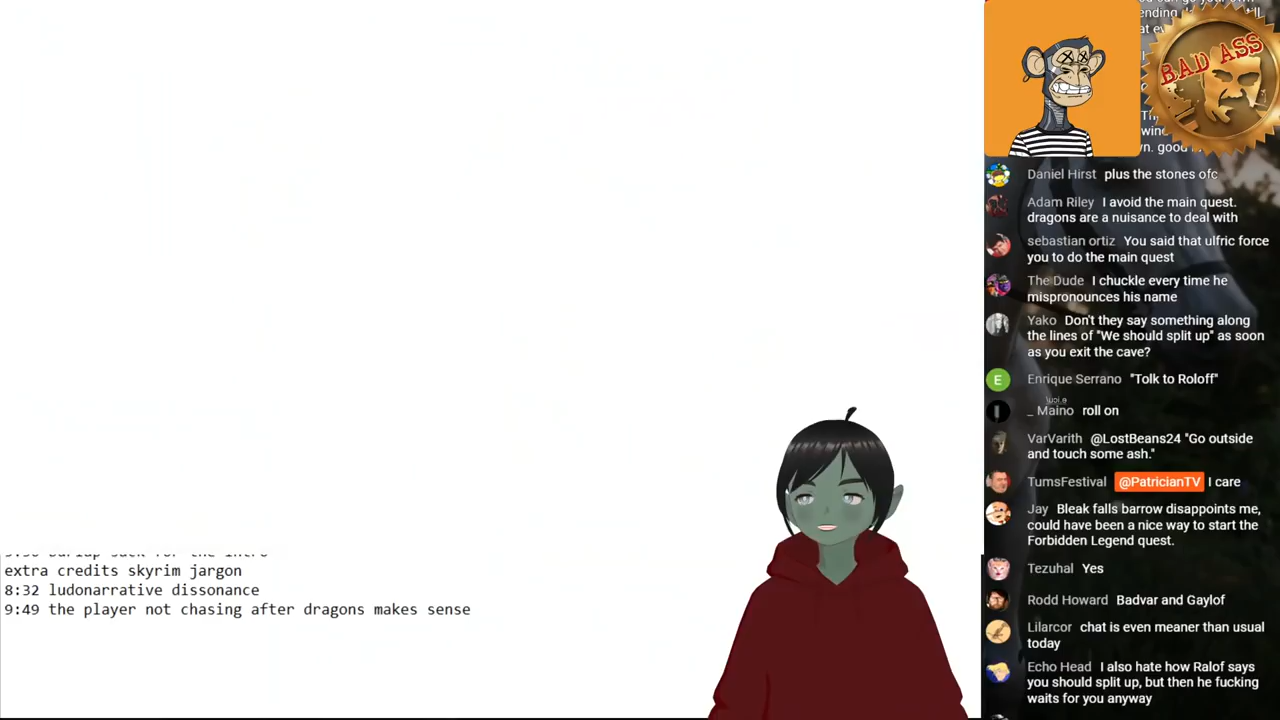 extra credits skyrim jargon
8:32 ludonarrative dissonance
9:49 the player not chasing after dragons makes sense
BAD ASS
Daniel Hirst plus the stones ofc
Adam Riley I avoid the main quest.
dragons are a nuisance to deal with
sebastian ortiz You said that ulfric force
you to do the main quest
The Dude I chuckle every time he
mispronounces his name
Yako Don't they say something along
the lines of "We should split up" as soon
as you exit the cave?
E
Enrique Serrano "Tolk to Roloff"
_ Maino roll on
VarVarith @LostBeans24 "Go outside
and touch some ash."
TumsFestival @PatricianTV I care
Jay Bleak falls barrow disappoints me,
could have been a nice way to start the
Forbidden Legend quest.
Tezuhal Yes
Rodd Howard Badvar and Gaylof
Lilarcor chat is even meaner than usual
today
Echo Head I also hate how Ralof says
you should split up, but then he fucking
waits for you anyway